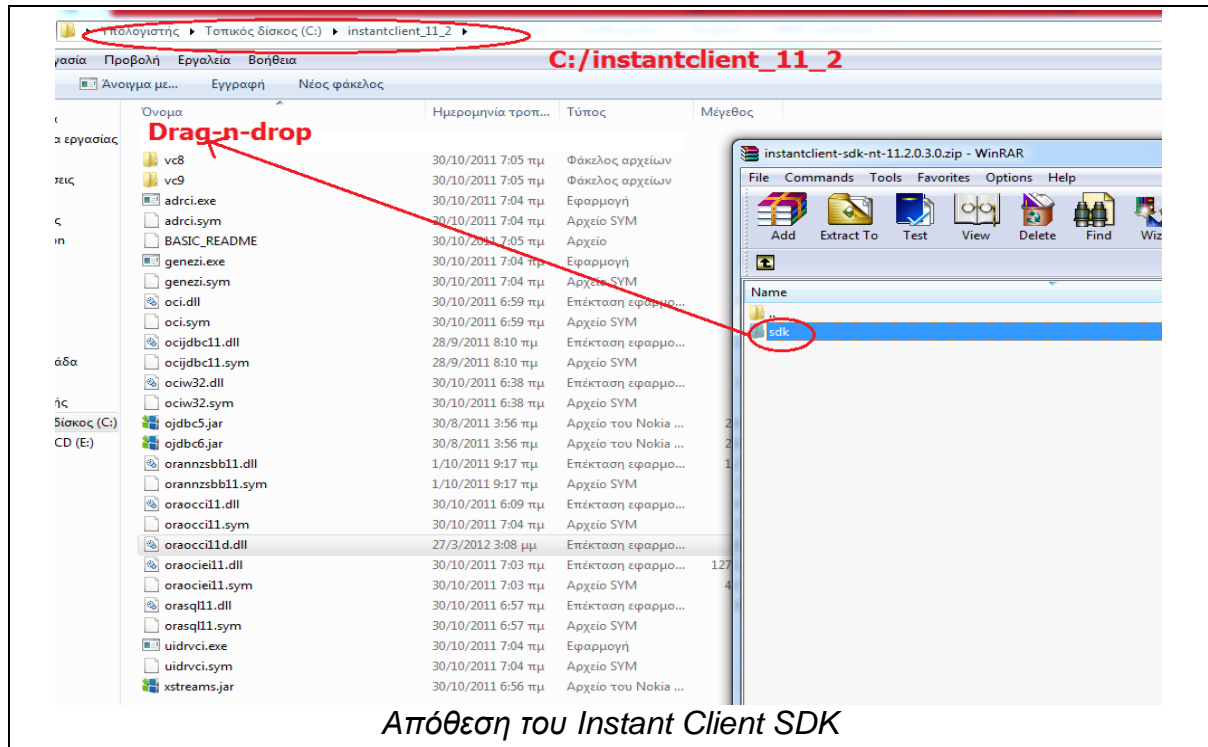 Υπολογιστής ▸ Τοπικός δίσκος (C:) ▸ instantclient_11_2 ▸
γασία Προβολή Εργαλεία Βοήθεια
C:/instantclient_11_2
Άνοιγμα με... Εγγραφή Νέος φάκελος
Όνομα Ημερομηνία τροπ... Τύπος Μέγεθος
α εργασίας
Drag-n-drop
vc8 30/10/2011 7:05 πμ Φάκελος αρχείων
σεις vc9 30/10/2011 7:05 πμ Φάκελος αρχείων
adrci.exe 30/10/2011 7:04 πμ Εφαρμογή
ς adrci.sym 30/10/2011 7:04 πμ Αρχείο SYM
on BASIC_README 30/10/2011 7:05 πμ Αρχείο
genezi.exe 30/10/2011 7:04 πμ Εφαρμογή
genezi.sym 30/10/2011 7:04 πμ Αρχείο SYM
oci.dll 30/10/2011 6:59 πμ Επέκταση εφαρμο...
oci.sym 30/10/2011 6:59 πμ Αρχείο SYM
ocijdbc11.dll 28/9/2011 8:10 πμ Επέκταση εφαρμο...
άδα ocijdbc11.sym 28/9/2011 8:10 πμ Αρχείο SYM
ociw32.dll 30/10/2011 6:38 πμ Επέκταση εφαρμο...
ής ociw32.sym 30/10/2011 6:38 πμ Αρχείο SYM
δίσκος (C:) ojdbc5.jar 30/8/2011 3:56 πμ Αρχείο του Nokia ... 2
CD (E:) ojdbc6.jar 30/8/2011 3:56 πμ Αρχείο του Nokia ... 2
orannzsbb11.dll 1/10/2011 9:17 πμ Επέκταση εφαρμο... 1
orannzsbb11.sym 1/10/2011 9:17 πμ Αρχείο SYM
oraocci11.dll 30/10/2011 6:09 πμ Επέκταση εφαρμο...
oraocci11.sym 30/10/2011 7:04 πμ Αρχείο SYM
oraocci11d.dll 27/3/2012 3:08 μμ Επέκταση εφαρμο...
oraociei11.dll 30/10/2011 7:03 πμ Επέκταση εφαρμο... 127
oraociei11.sym 30/10/2011 7:03 πμ Αρχείο SYM 4
orasql11.dll 30/10/2011 6:57 πμ Επέκταση εφαρμο...
orasql11.sym 30/10/2011 6:57 πμ Αρχείο SYM
uidrvci.exe 30/10/2011 7:04 πμ Εφαρμογή
uidrvci.sym 30/10/2011 7:04 πμ Αρχείο SYM
xstreams.jar 30/10/2011 6:56 πμ Αρχείο του Nokia ...
instantclient-sdk-nt-11.2.0.3.0.zip - WinRAR
File Commands Tools Favorites Options Help
Add Extract To Test View Delete Find Wiz
Name
..
sdk
Απόθεση του Instant Client SDK